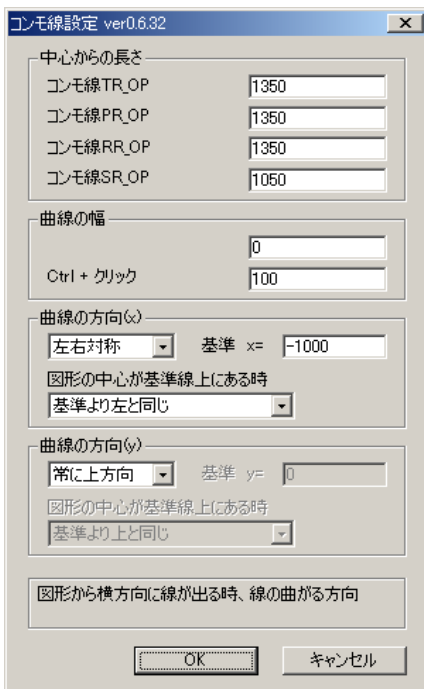 コンモ線設定 ver0.6.32
中心からの長さ
コンモ線TR_OP 1350
コンモ線PR_OP 1350
コンモ線RR_OP 1350
コンモ線SR_OP 1050
曲線の幅
0
Ctrl + クリック 100
曲線の方向(x)
左右対称 基準 x= -1000
図形の中心が基準線上にある時
基準より左と同じ
曲線の方向(y)
常に上方向 基準 y= 0
図形の中心が基準線上にある時
基準より上と同じ
図形から横方向に線が出る時、線の曲がる方向
OK キャンセル